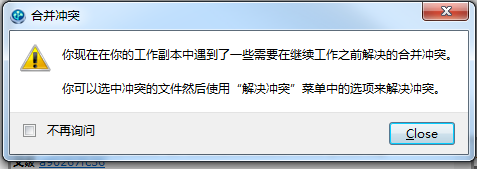 合并冲突
你现在在你的工作副本中遇到了一些需要在继续工作之前解决的合并冲突。
你可以选中冲突的文件然后使用“解决冲突”菜单中的选项来解决冲突。
不再询问
Close